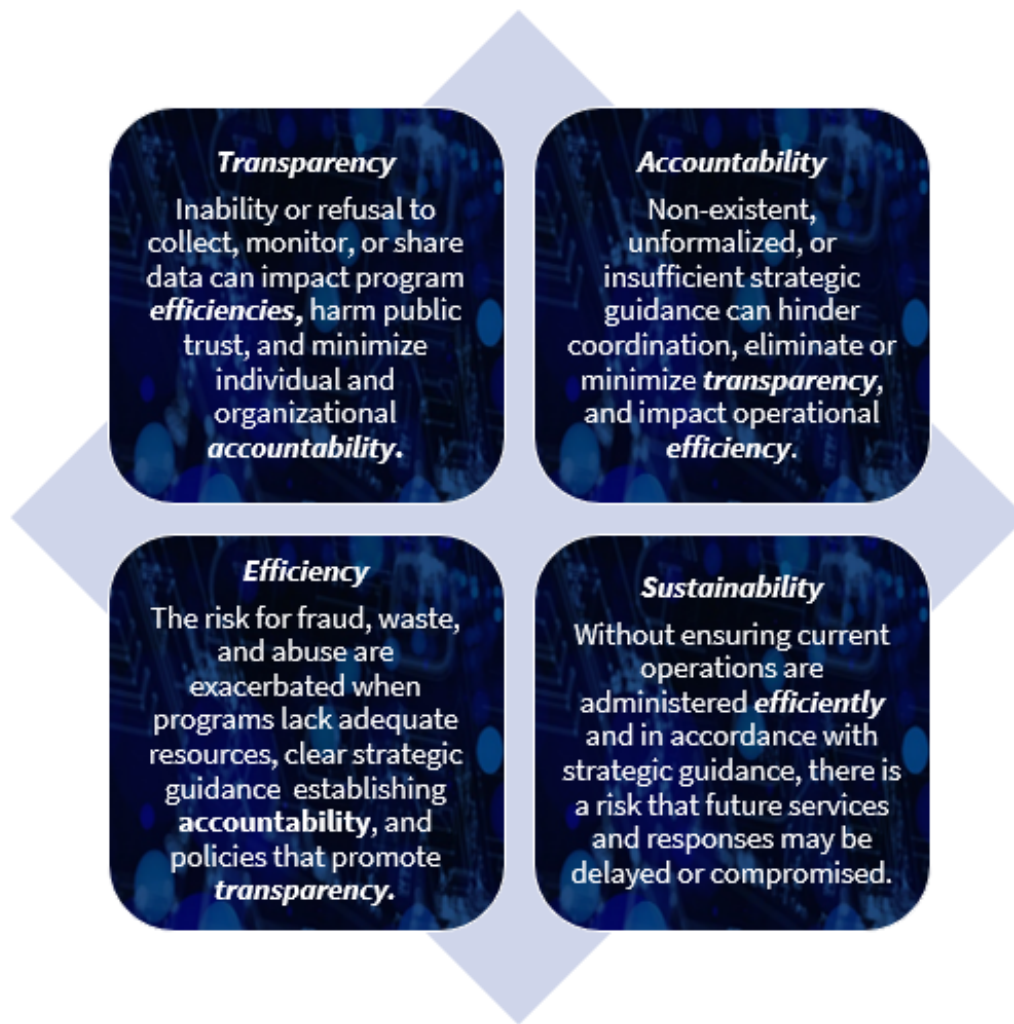 Transparency
Inability or refusal to
collect, monitor, or share
data can impact program
efficiencies, harm public
trust, and minimize
individual and
organizational
accountability.
Accountability
Non-existent,
unformalized, or
insufficient strategic
guidance can hinder
coordination, eliminate or
minimize transparency,
and impact operational
efficiency.
Efficiency
The risk for fraud, waste,
and abuse are
exacerbated when
programs lack adequate
resources, clear strategic
guidance establishing
accountability, and
policies that promote
transparency.
Sustainability
Without ensuring current
operations are
administered efficiently
and in accordance with
strategic guidance, there is
a risk that future services
and responses may be
delayed or compromised.